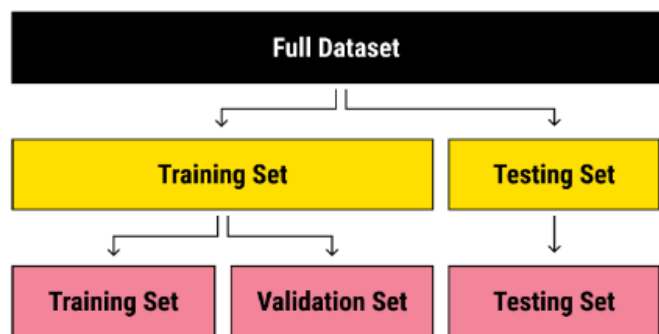 Full Dataset
Training Set
Testing Set
Training Set
Validation Set
Testing Set